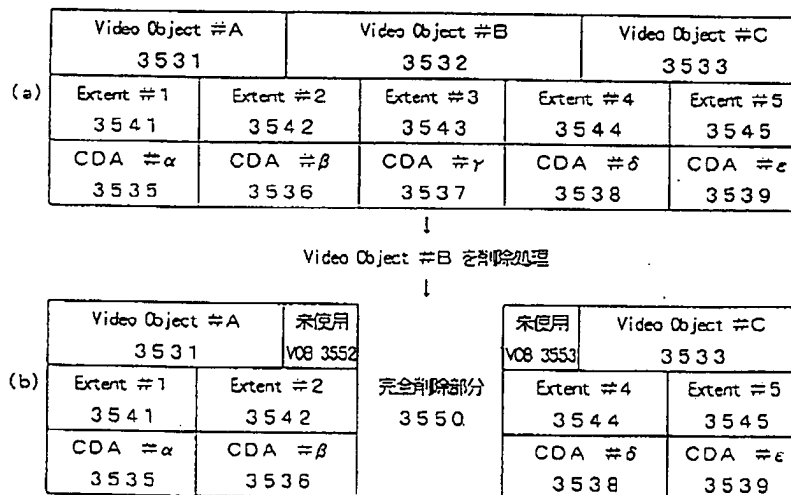 Video Object #A Video Object #B Video Object #C
3531 3532 3533
(a)
Extent #1 Extent #2 Extent #3 Extent #4 Extent #5
3541 3542 3543 3544 3545
CDA #α CDA #β CDA #γ CDA #δ CDA #ε
3535 3536 3537 3538 3539
↓
Video Object #B を削除処理
↓
Video Object #A 未使用 未使用 Video Object #C
3531 VOB 3552 VOB 3553 3533
(b)
Extent #1 Extent #2 完全削除部分 Extent #4 Extent #5
3541 3542 3550 3544 3545
CDA #α CDA #β CDA #δ CDA #ε
3535 3536 3538 3539